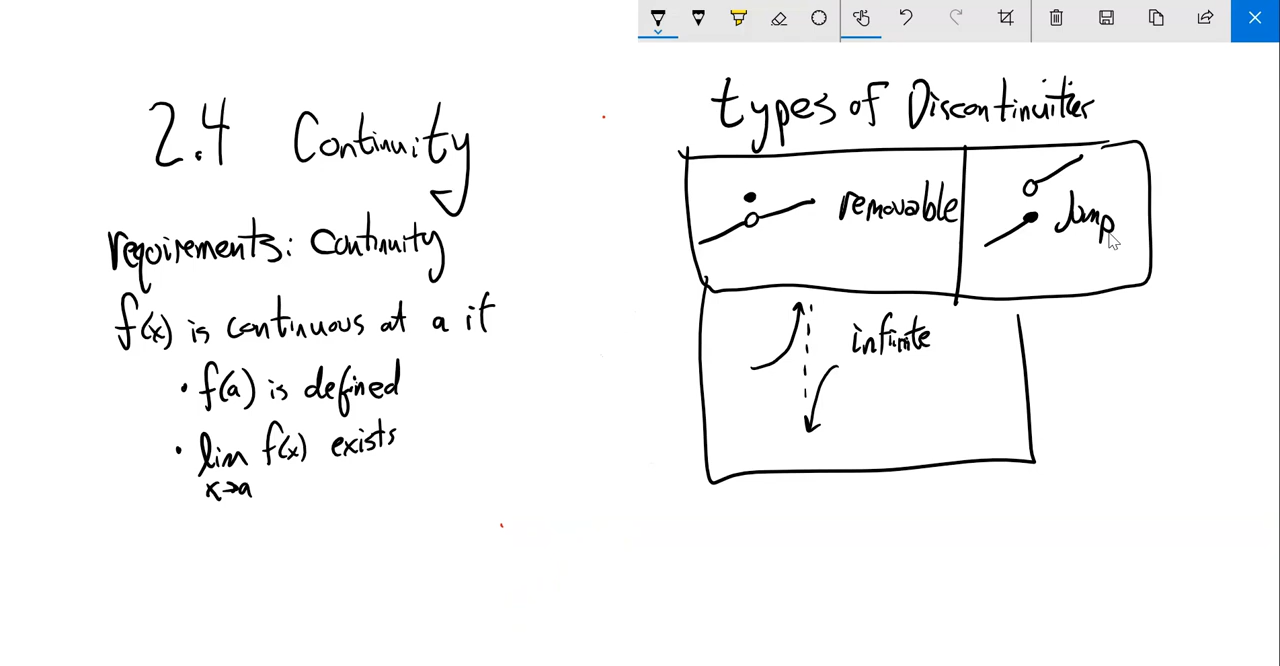 2.4 Continuity
requirements: Continuity
f(x) is continuous at a if
• f(a) is defined
• lim f(x) exists
x→a
types of Discontinuities
removable
Jump
infinite